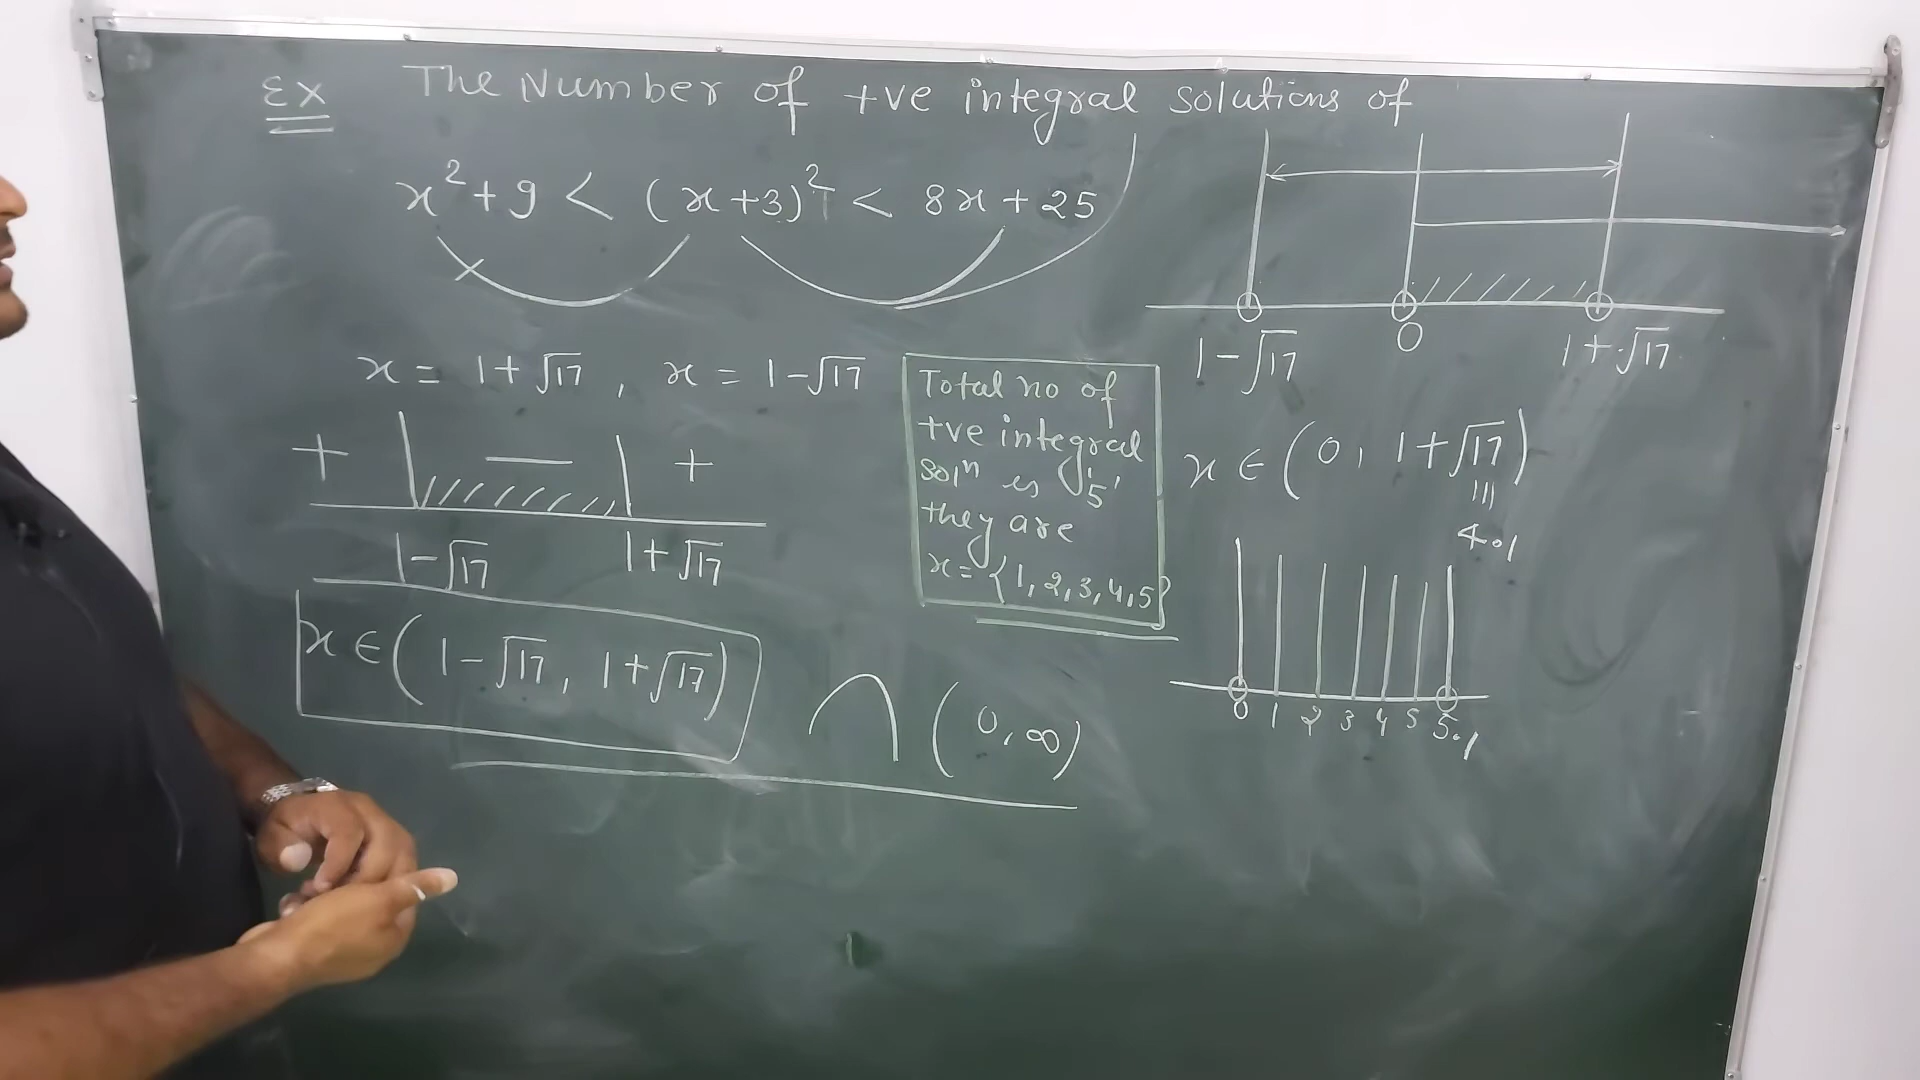 Ex The Number of +ve integral solutions of
x²+9 < (x+3)² < 8x+25
x = 1+√17 , x = 1-√17
+ — +
1-√17 1+√17
x ∈ (1-√17, 1+√17) ∩ (0, ∞)
Total no of
+ve integral
solⁿ is '5'
they are
x = {1, 2, 3, 4, 5}
1-√17 0 1+√17
x ∈ (0, 1+√17)
4.1
0 1 2 3 4 5 5.1